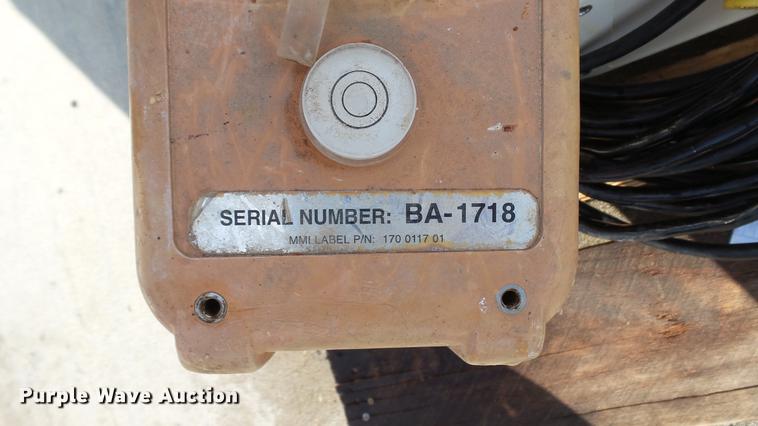 SERIAL NUMBER: BA-1718
MMI LABEL P/N: 170 0117 01
Purple Wave Auction